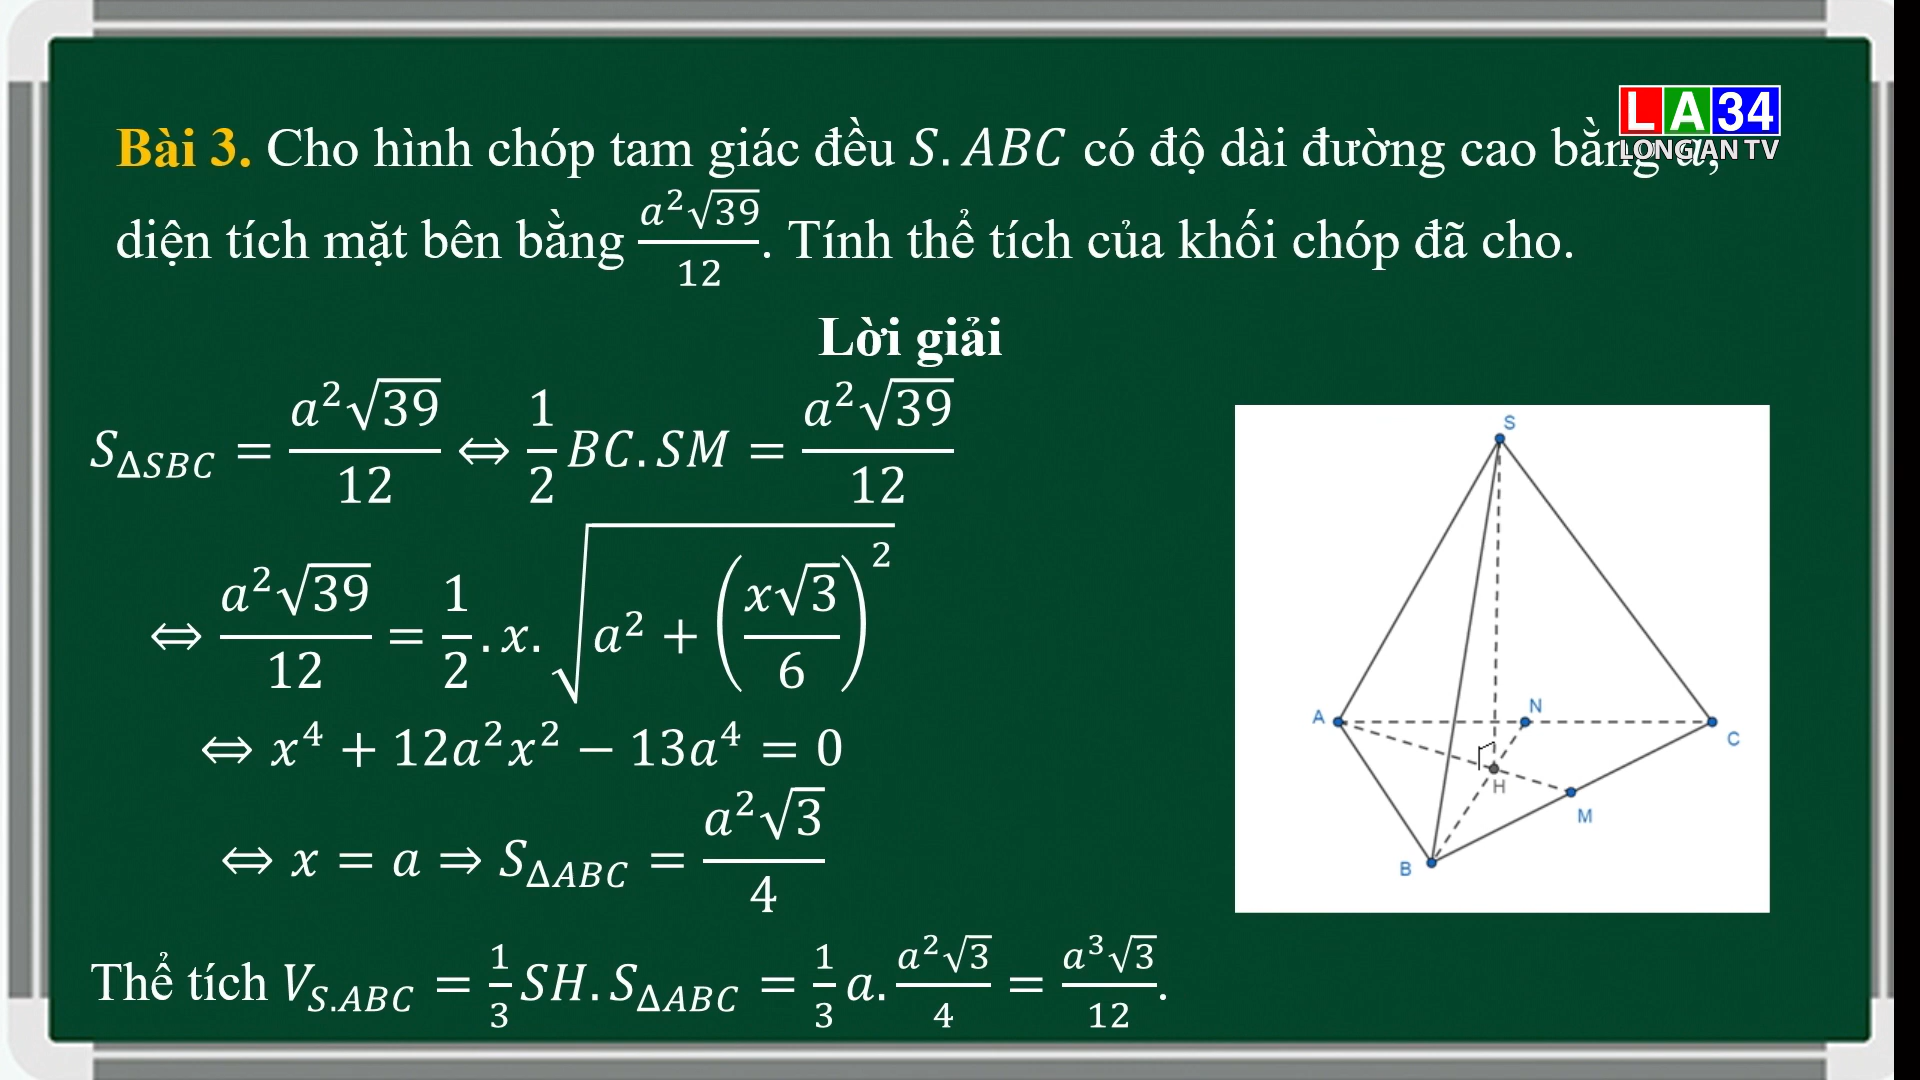 LA34
LONG AN TV
Bài 3. Cho hình chóp tam giác đều S.ABC có độ dài đường cao bằng a,
diện tích mặt bên bằng a²√39/12. Tính thể tích của khối chóp đã cho.
Lời giải
S_ΔSBC = a²√39/12 ⇔ 1/2 BC.SM = a²√39/12
⇔ a²√39/12 = 1/2 .x. √(a² + (x√3/6)²)
⇔ x⁴ + 12a²x² − 13a⁴ = 0
⇔ x = a ⇒ S_ΔABC = a²√3/4
Thể tích V_S.ABC = 1/3 SH.S_ΔABC = 1/3 a. a²√3/4 = a³√3/12.
S
A
N
C
H
M
B